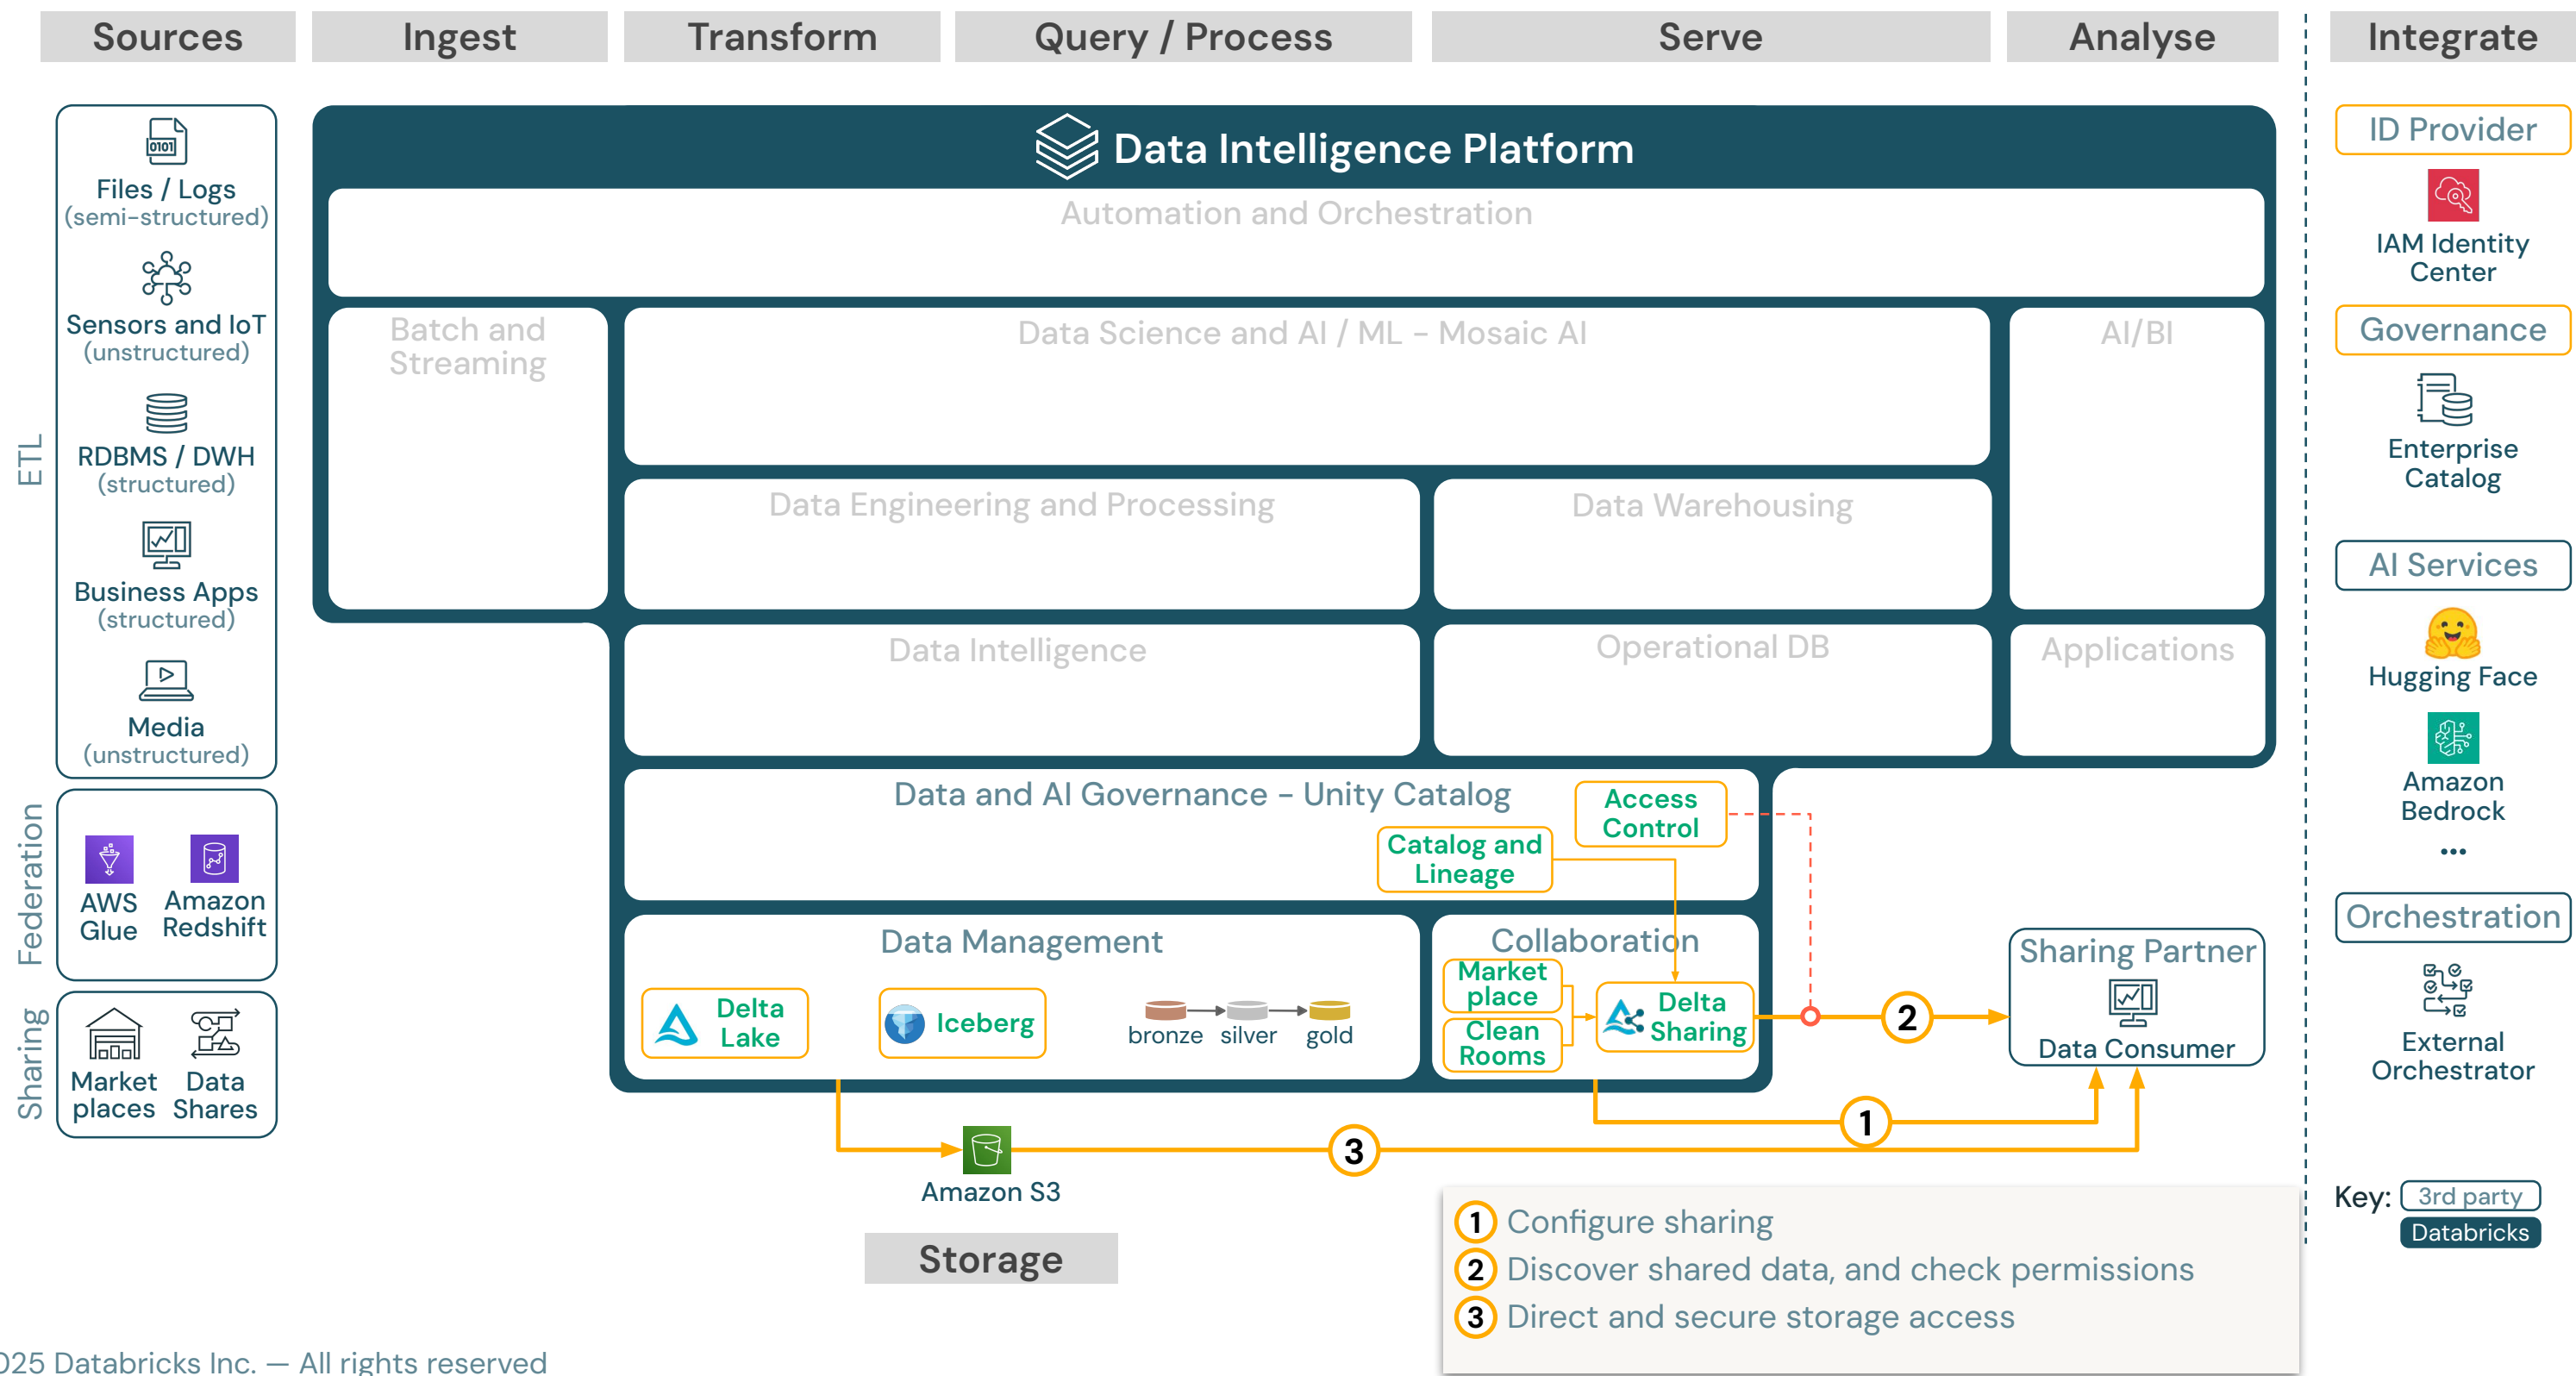 Sources
Ingest
Transform
Query / Process
Serve
Analyse
Integrate
ETL
Files / Logs
(semi-structured)
Sensors and IoT
(unstructured)
RDBMS / DWH
(structured)
Business Apps
(structured)
Media
(unstructured)
Federation
AWS
Glue
Amazon
Redshift
Sharing
Market
places
Data
Shares
Data Intelligence Platform
Automation and Orchestration
Batch and
Streaming
Data Science and AI / ML - Mosaic AI
AI/BI
Data Engineering and Processing
Data Warehousing
Data Intelligence
Operational DB
Applications
Data and AI Governance - Unity Catalog
Access
Control
Catalog and
Lineage
Data Management
Delta
Lake
Iceberg
bronze
silver
gold
Collaboration
Market
place
Clean
Rooms
Delta
Sharing
2
Sharing Partner
Data Consumer
1
3
Amazon S3
Storage
1 Configure sharing
2 Discover shared data, and check permissions
3 Direct and secure storage access
ID Provider
IAM Identity
Center
Governance
Enterprise
Catalog
AI Services
Hugging Face
Amazon
Bedrock
...
Orchestration
External
Orchestrator
Key: 3rd party
Databricks
025 Databricks Inc. — All rights reserved
0101